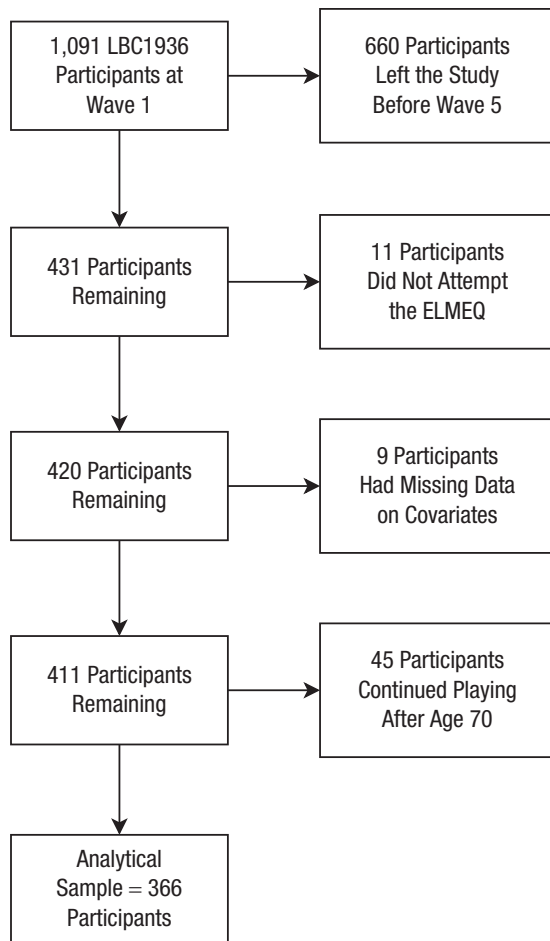 1,091 LBC1936
Participants at
Wave 1
660 Participants
Left the Study
Before Wave 5
431 Participants
Remaining
11 Participants
Did Not Attempt
the ELMEQ
420 Participants
Remaining
9 Participants
Had Missing Data
on Covariates
411 Participants
Remaining
45 Participants
Continued Playing
After Age 70
Analytical
Sample = 366
Participants